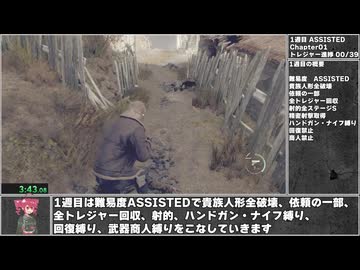 1週目 ASSISTED
Chapter01
トレジャー進捗 00/39
1週目の概要
難易度 ASSISTED
貴族人形全破壊
依頼の一部
全トレジャー回収
射的全ステージS
精密射撃取得
ハンドガン・ナイフ縛り
回復禁止
商人禁止
3:43.08
1週目は難易度ASSISTEDで貴族人形全破壊、依頼の一部、
全トレジャー回収、射的、ハンドガン・ナイフ縛り、
回復縛り、武器商人縛りをこなしていきます